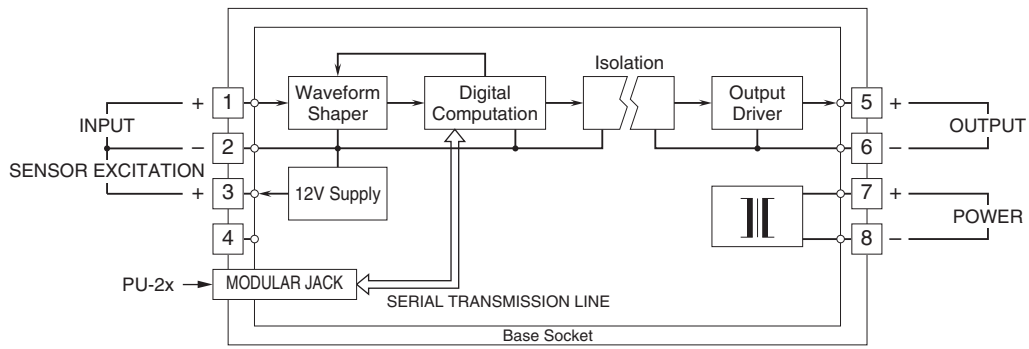 Isolation
Waveform
Shaper
Digital
Computation
Output
Driver
+ 1
INPUT
− 2
SENSOR EXCITATION
+ 3
12V Supply
4
5 +
OUTPUT
6 −
7 +
POWER
8 −
PU-2x
MODULAR JACK
SERIAL TRANSMISSION LINE
Base Socket